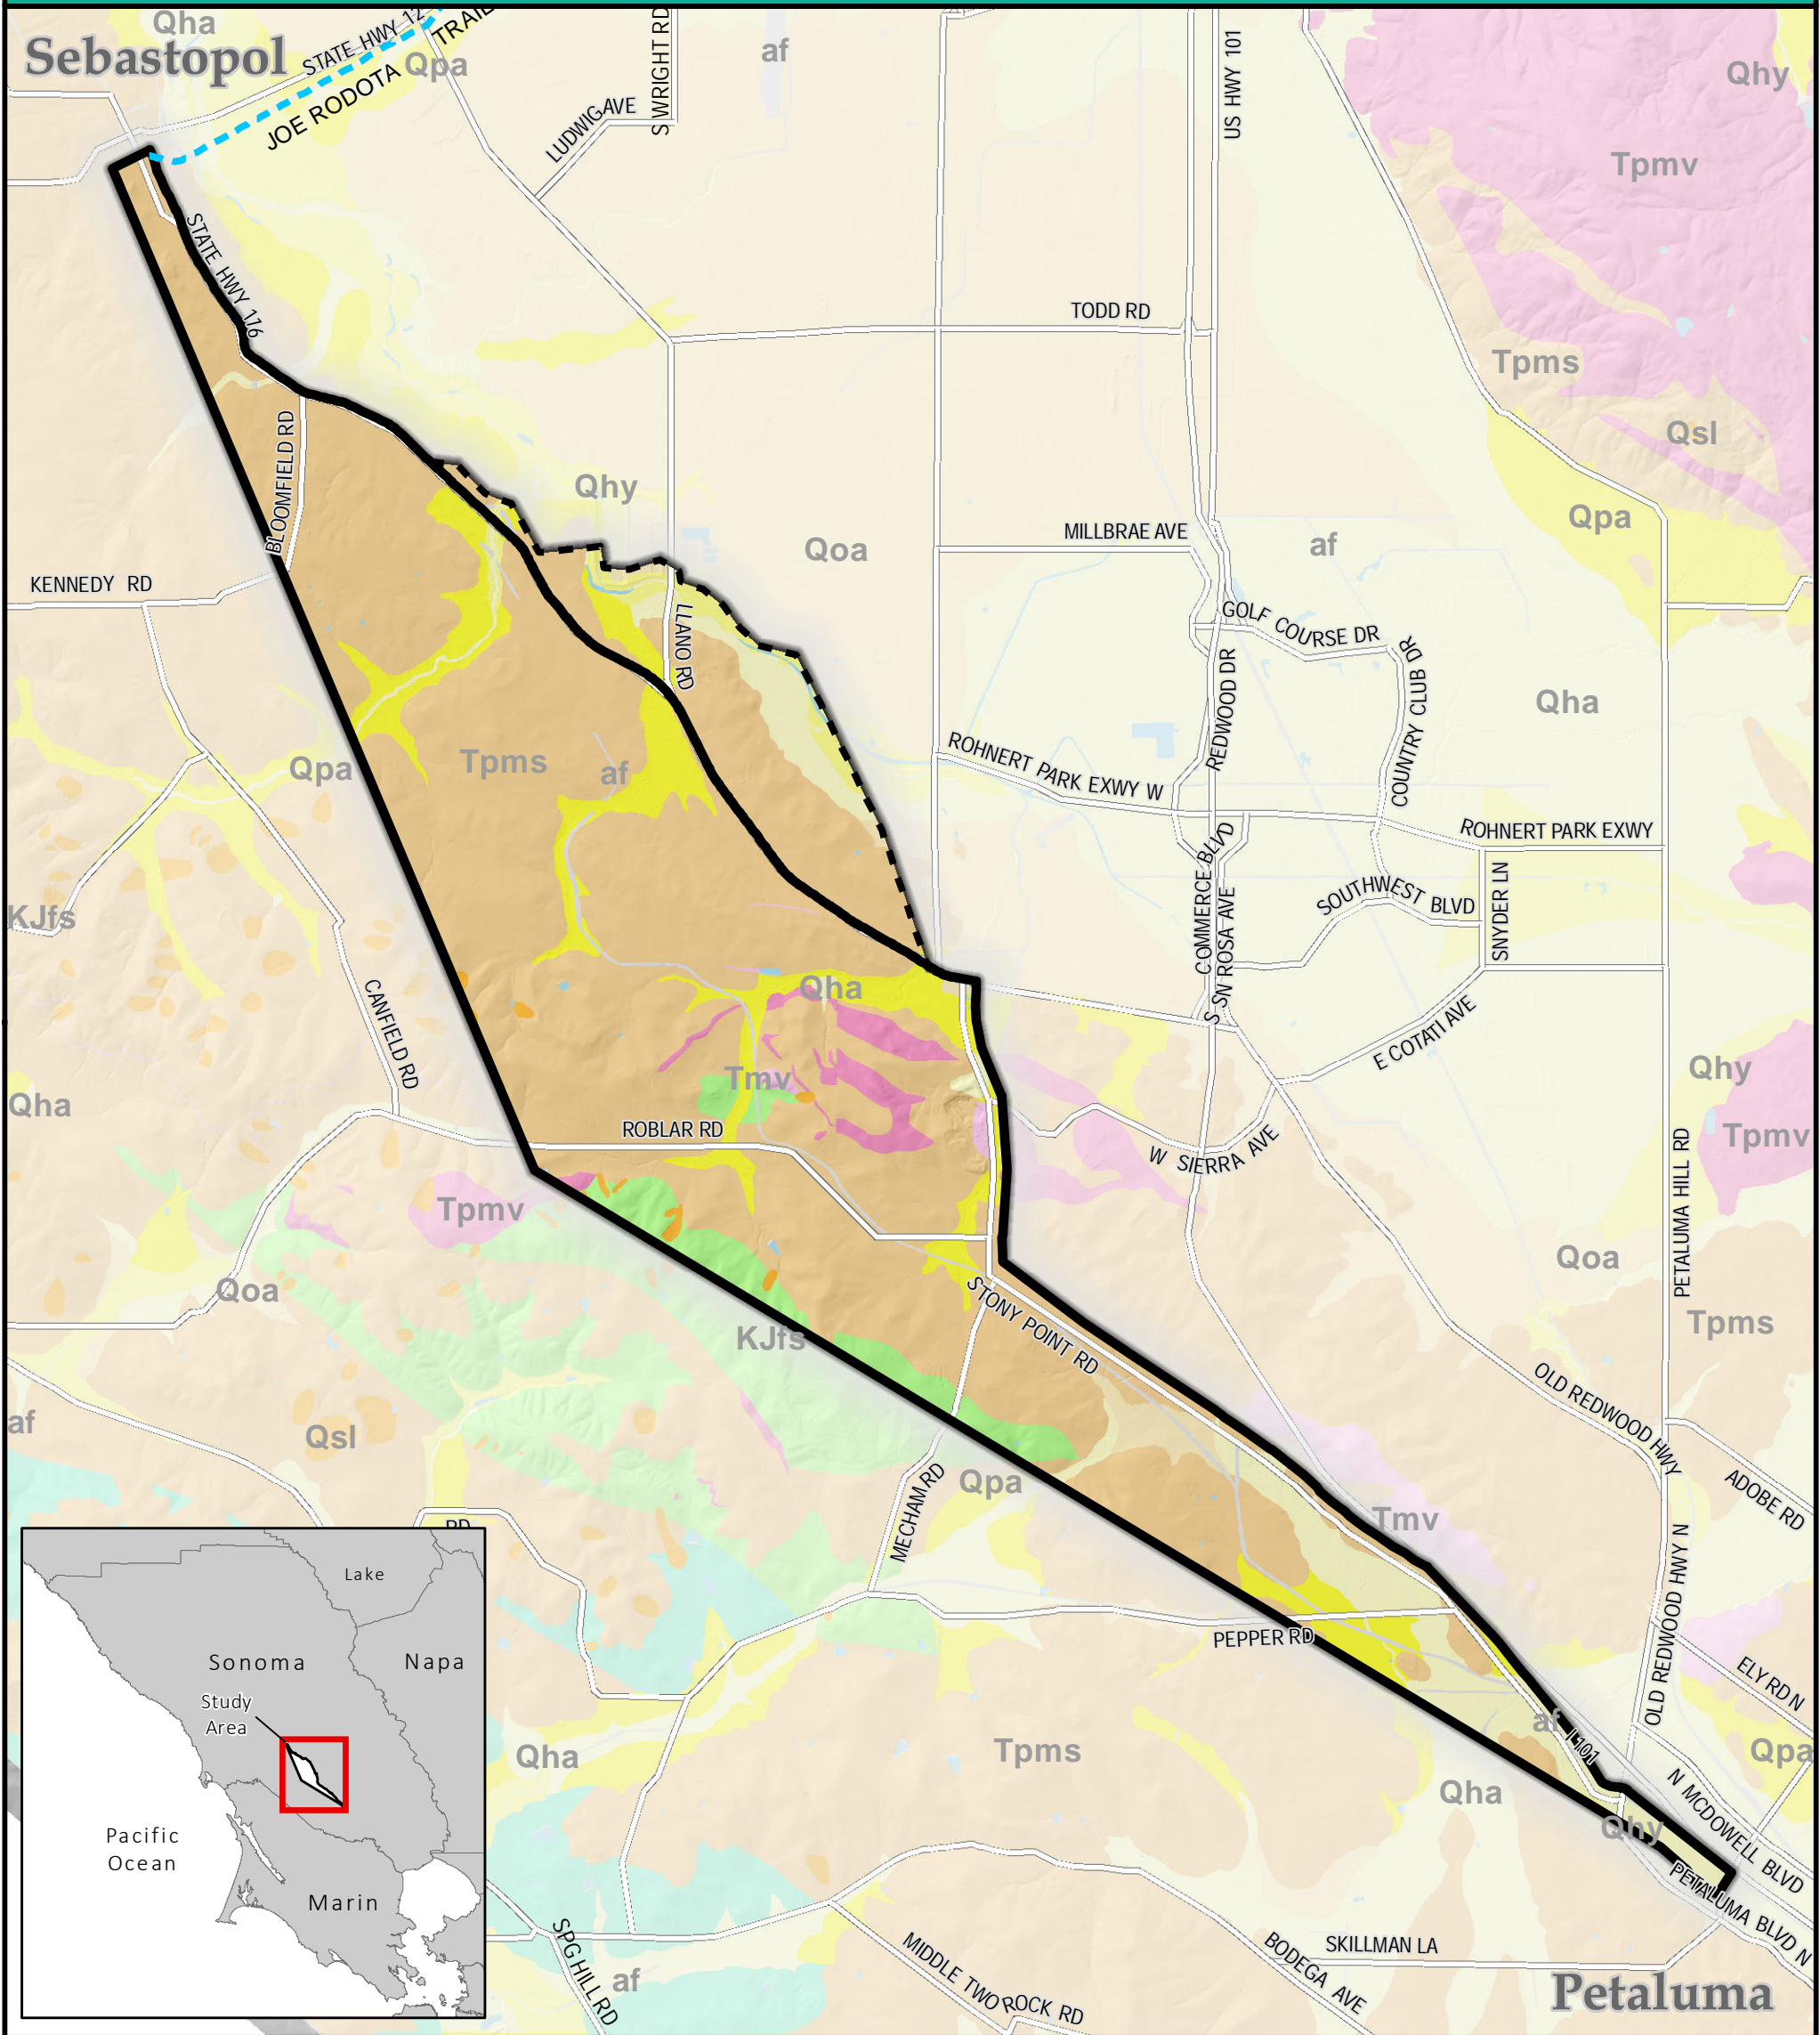 Qha
Sebastopol
STATE HWY 12
JOE RODOTA TRAIL
Qpa
S WRIGHT RD
af
US HWY 101
Qhy
LUDWIG AVE
Tpmv
STATE HWY 116
TODD RD
Tpms
Qsl
BLOOMFIELD RD
Qhy
Qoa
MILLBRAE AVE
af
Qpa
KENNEDY RD
LLANO RD
GOLF COURSE DR
COUNTRY CLUB DR
REDWOOD DR
Qha
Qpa
Tpms
af
ROHNERT PARK EXWY W
ROHNERT PARK EXWY
COMMERCE BLVD
S SN ROSA AVE
SOUTHWEST BLVD
SNYDER LN
KJfs
CANFIELD RD
Qha
E COTATI AVE
Tmv
Qhy
Qha
ROBLAR RD
W SIERRA AVE
Tpmv
PETALUMA HILL RD
Tpmv
Qoa
Qoa
STONY POINT RD
KJfs
Tpms
OLD REDWOOD HWY
af
Qsl
MECHAM RD
Qpa
Tmv
ADOBE RD
RD
OLD REDWOOD HWY N
PEPPER RD
ELY RD N
Lake
Sonoma
Napa
Study
Area
Pacific
Ocean
Marin
Qha
Tpms
af
I 101
Qpa
Qha
Qhy
N MCDOWELL BLVD
PETALUMA BLVD N
SPG HILL RD
af
MIDDLE TWO ROCK RD
BODEGA AVE
SKILLMAN LA
Petaluma